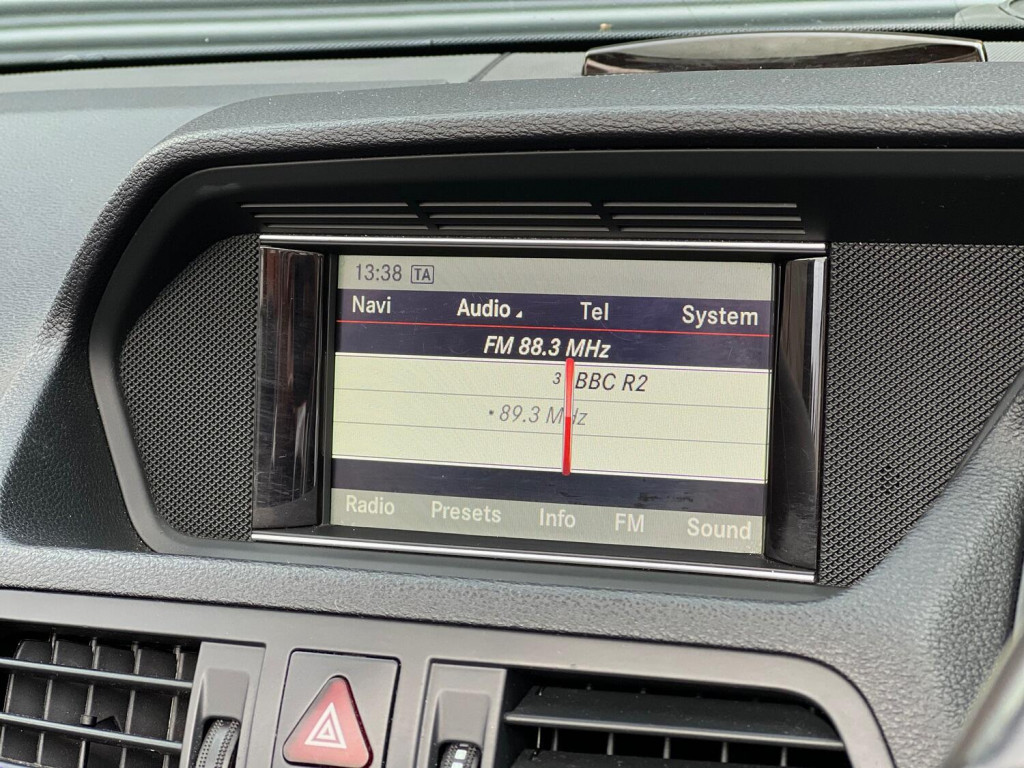 13:38 TA
Navi Audio Tel System
FM 88.3 MHz
3 BBC R2
• 89.3 MHz
Radio Presets Info FM Sound